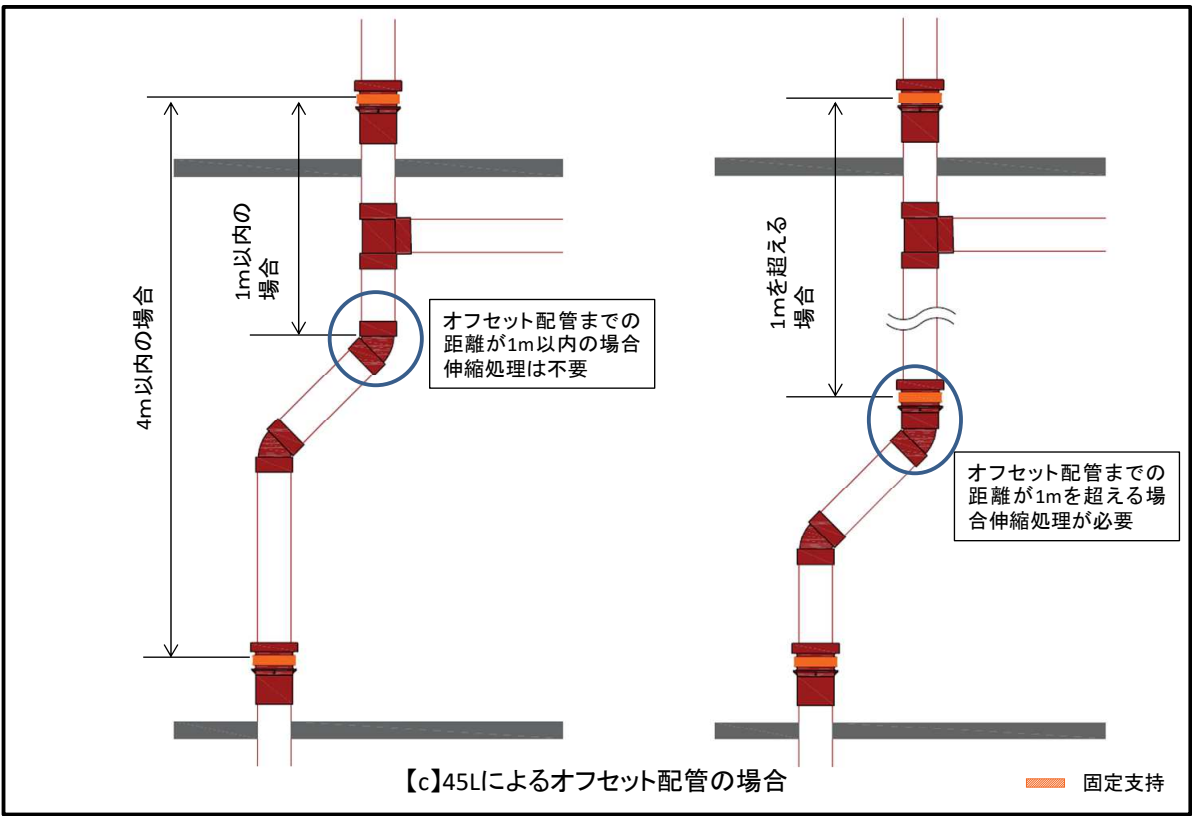 4m以内の場合
1m以内の
場合
オフセット配管までの
距離が1m以内の場合
伸縮処理は不要
1mを超える
場合
オフセット配管までの
距離が1mを超える場
合伸縮処理が必要
【c】45Lによるオフセット配管の場合
固定支持